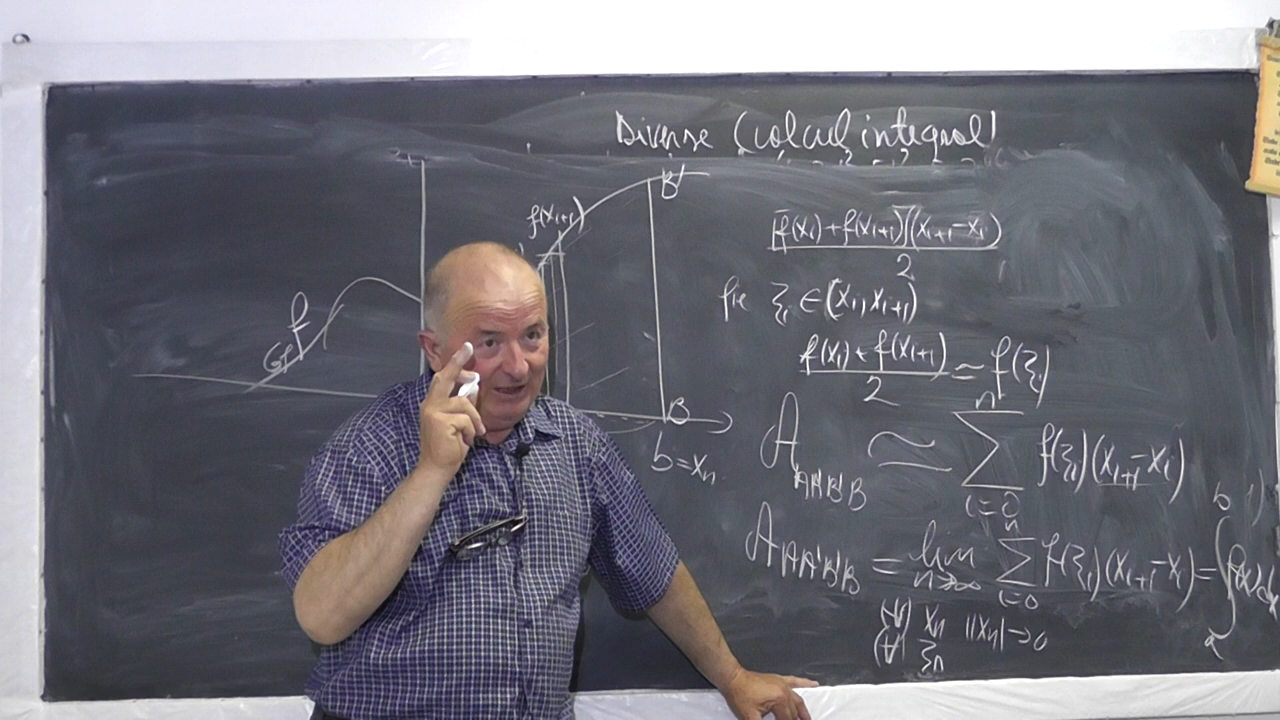 Diverse (calcul integral)
[f(xi)+f(xi+1)](xi+1-xi)
2
fie ξi ∈ (xi, xi+1)
f(xi) + f(xi+1)
2
≃ f(ξi)
A AA'B'B ≃ n ∑ i=0 f(ξi)(xi+1-xi)
A AA'B'B = lim n→∞ n ∑ i=0 f(ξi)(xi+1-xi) = b ∫ a f(x)dx
(∀) xn ||xn|→0
(∀) ξn
f(xi+1)
B'
Gf
B
b=xn